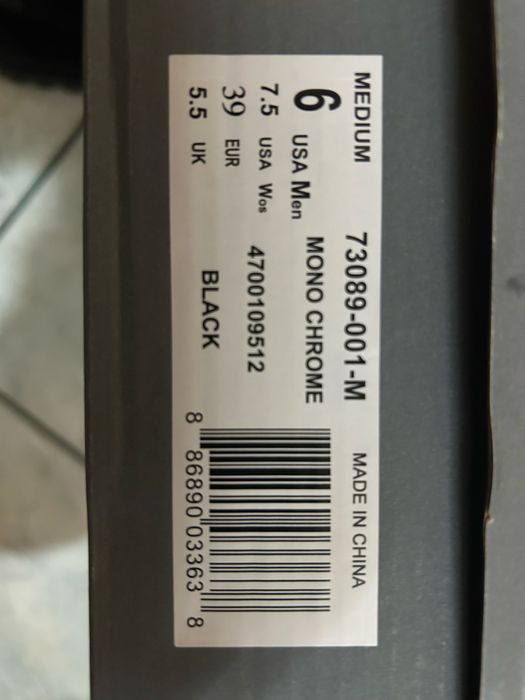 MEDIUM
6 USA Men
7.5 USA Wos
39 EUR
5.5 UK
73089-001-M
MONO CHROME
4700109512
BLACK
MADE IN CHINA
8 86890 03363 8